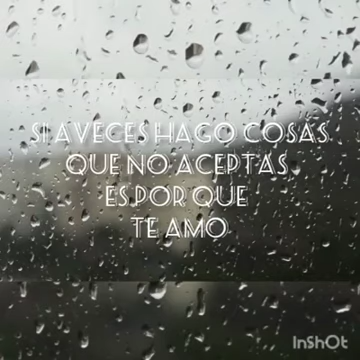 SI A VECES HAGO COSAS
QUE NO ACEPTAS
ES POR QUE
TE AMO
InShOt